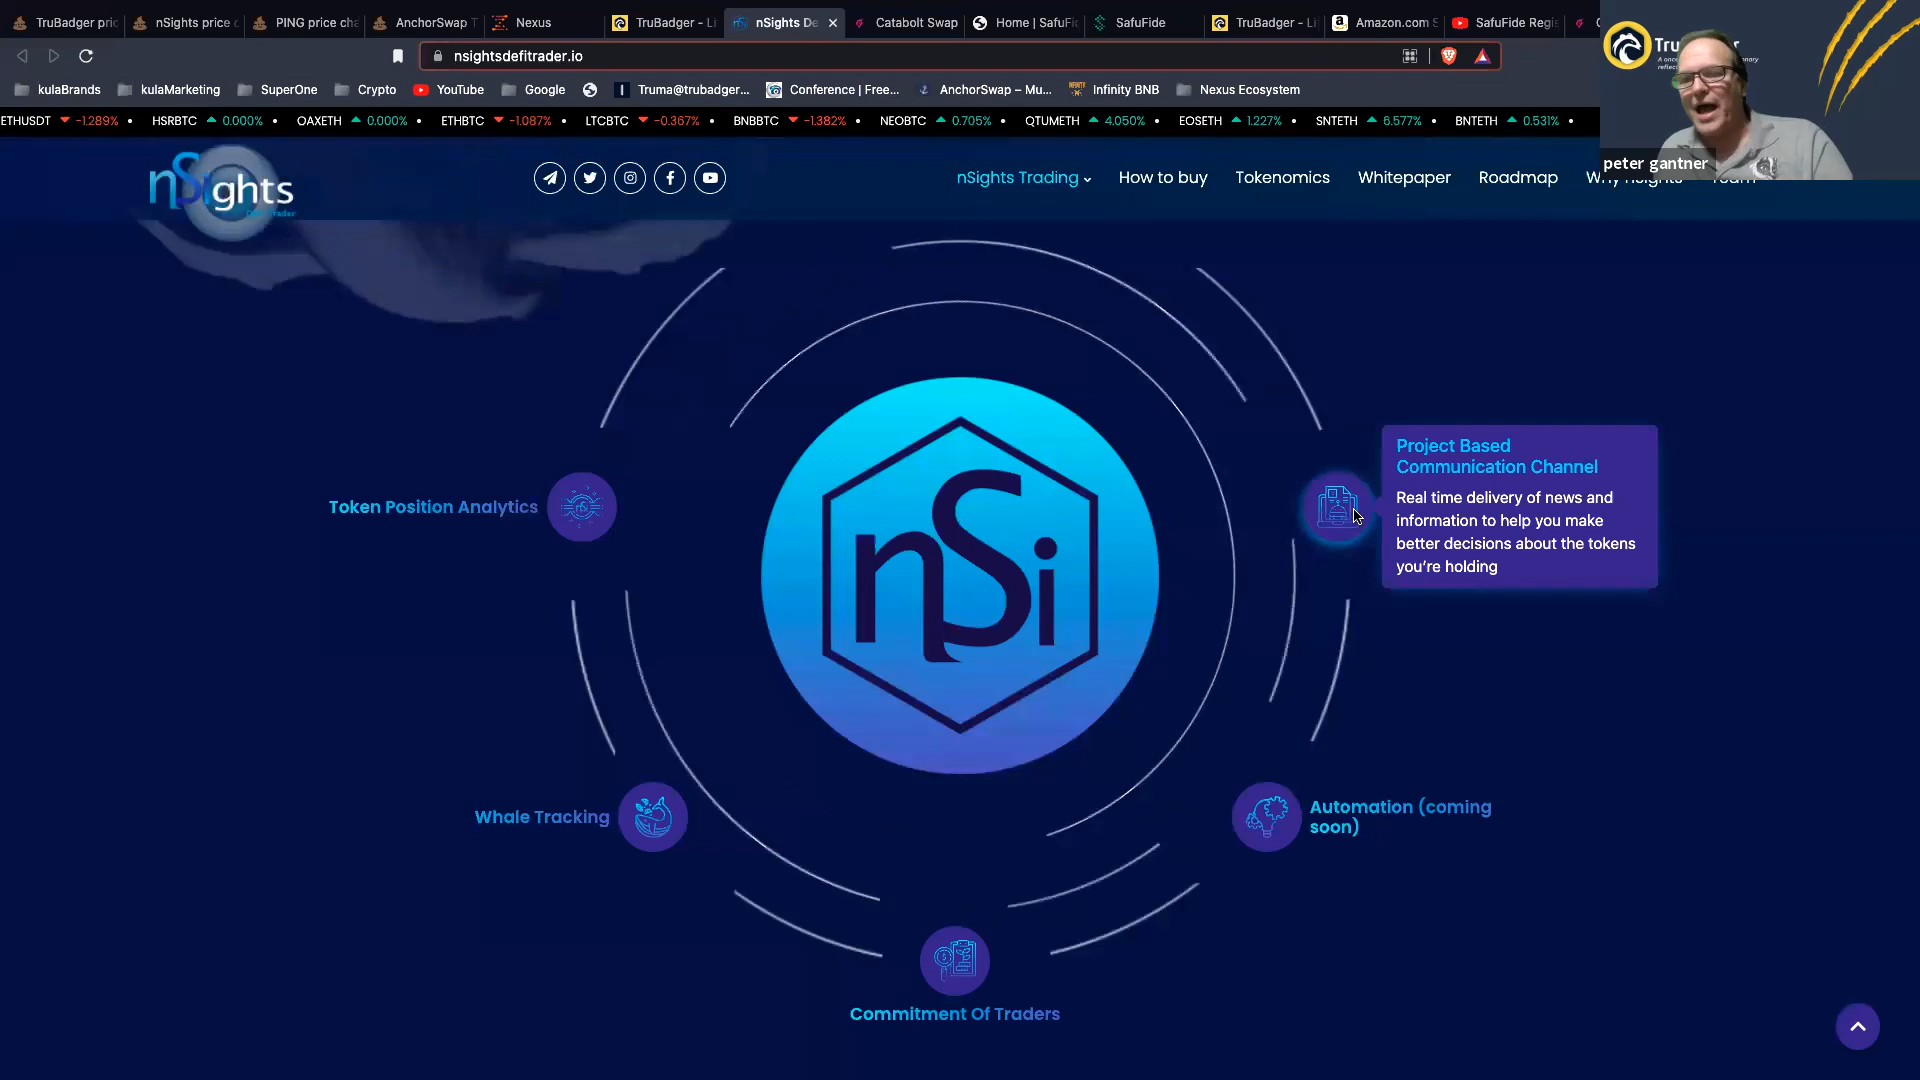 TruBadger pric
nSights price c
PING price cha
AnchorSwap T
Nexus
TruBadger - Li
nSights De
Catabolt Swap
Home | SafuFi
SafuFide
TruBadger - Li
Amazon.com S
SafuFide Regi
nsightsdefitrader.io
kulaBrands
kulaMarketing
SuperOne
Crypto
YouTube
Google
Truma@trubadger...
Conference | Free...
AnchorSwap – Mu...
Infinity BNB
Nexus Ecosystem
ETHUSDT -1.289% • HSRBTC 0.000% • OAXETH 0.000% • ETHBTC -1.087% • LTCBTC -0.367% • BNBBTC -1.382% • NEOBTC 0.705% • QTUMETH 4.050% • EOSETH 1.227% • SNTETH 6.577% • BNTETH 0.531% •
peter gantner
nSights
nSights Trading
How to buy
Tokenomics
Whitepaper
Roadmap
Project Based
Communication Channel
Real time delivery of news and
information to help you make
better decisions about the tokens
you're holding
Token Position Analytics
nSi
Whale Tracking
Automation (coming
soon)
Commitment Of Traders